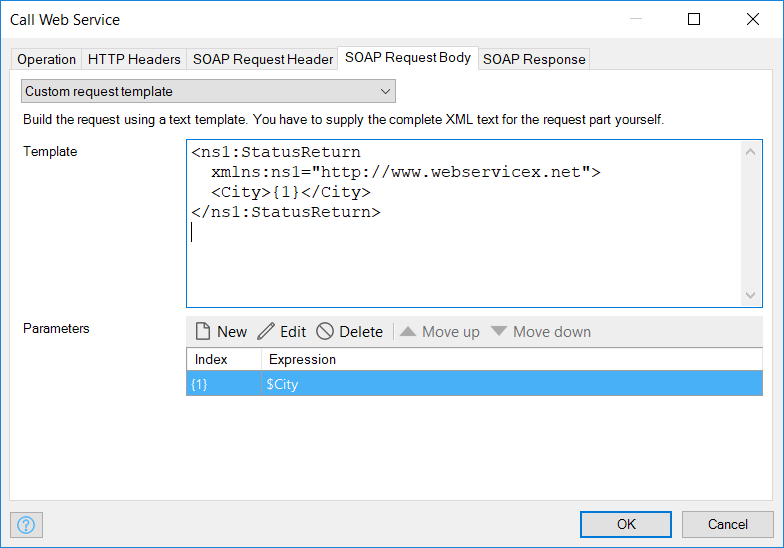 Call Web Service
Operation HTTP Headers SOAP Request Header SOAP Request Body SOAP Response
Custom request template
Build the request using a text template. You have to supply the complete XML text for the request part yourself.
Template
<ns1:StatusReturn
  xmlns:ns1="http://www.webservicex.net">
  <City>{1}</City>
</ns1:StatusReturn>
Parameters
New Edit Delete Move up Move down
Index Expression
{1} $City
? OK Cancel